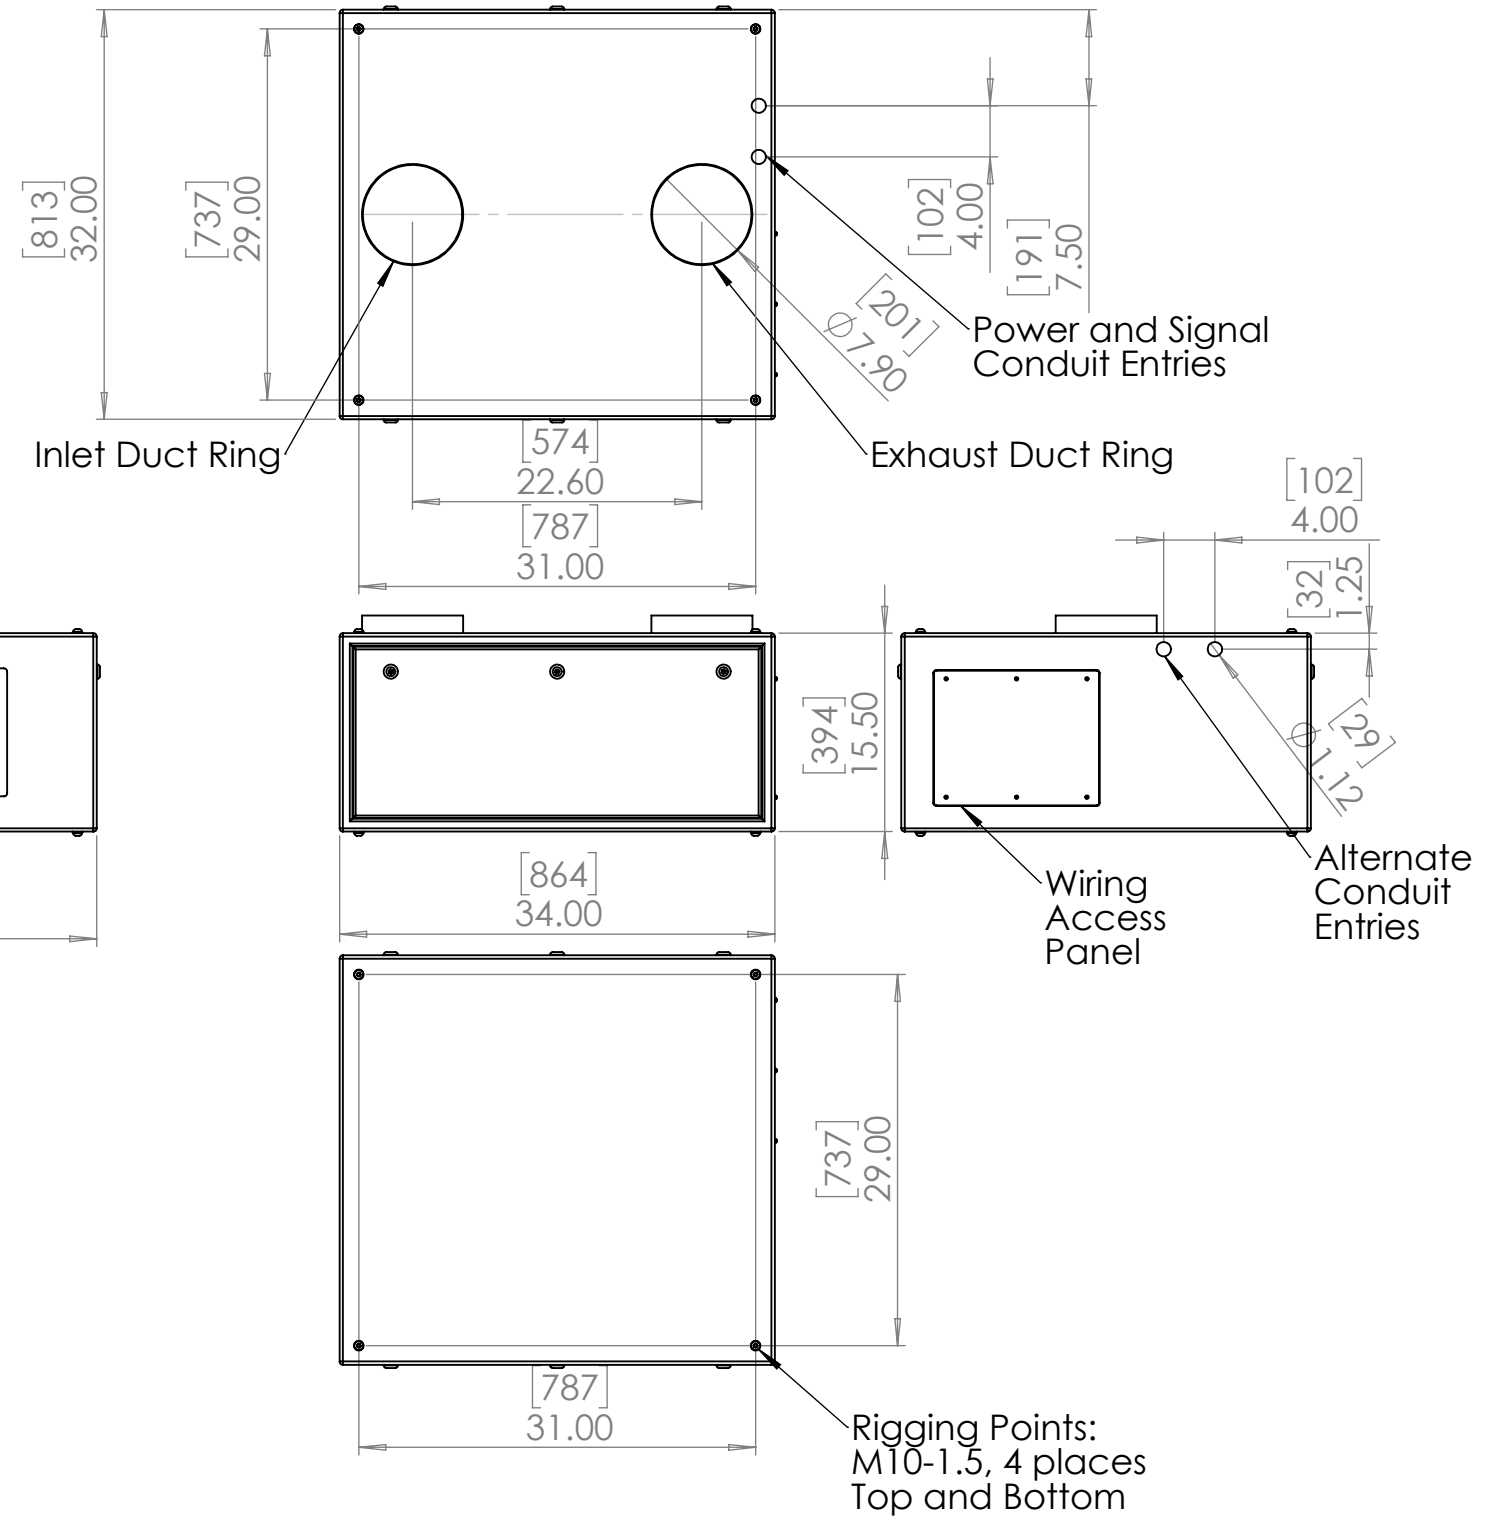 [813]
32.00
[737]
29.00
[102]
4.00
[191]
7.50
[201]
Ø7.90
Power and Signal
Conduit Entries
Inlet Duct Ring
Exhaust Duct Ring
[574]
22.60
[787]
31.00
[102]
4.00
[32]
1.25
[394]
15.50
[29]
Ø1.12
[864]
34.00
Wiring
Access
Panel
Alternate
Conduit
Entries
[737]
29.00
[787]
31.00
Rigging Points:
M10-1.5, 4 places
Top and Bottom